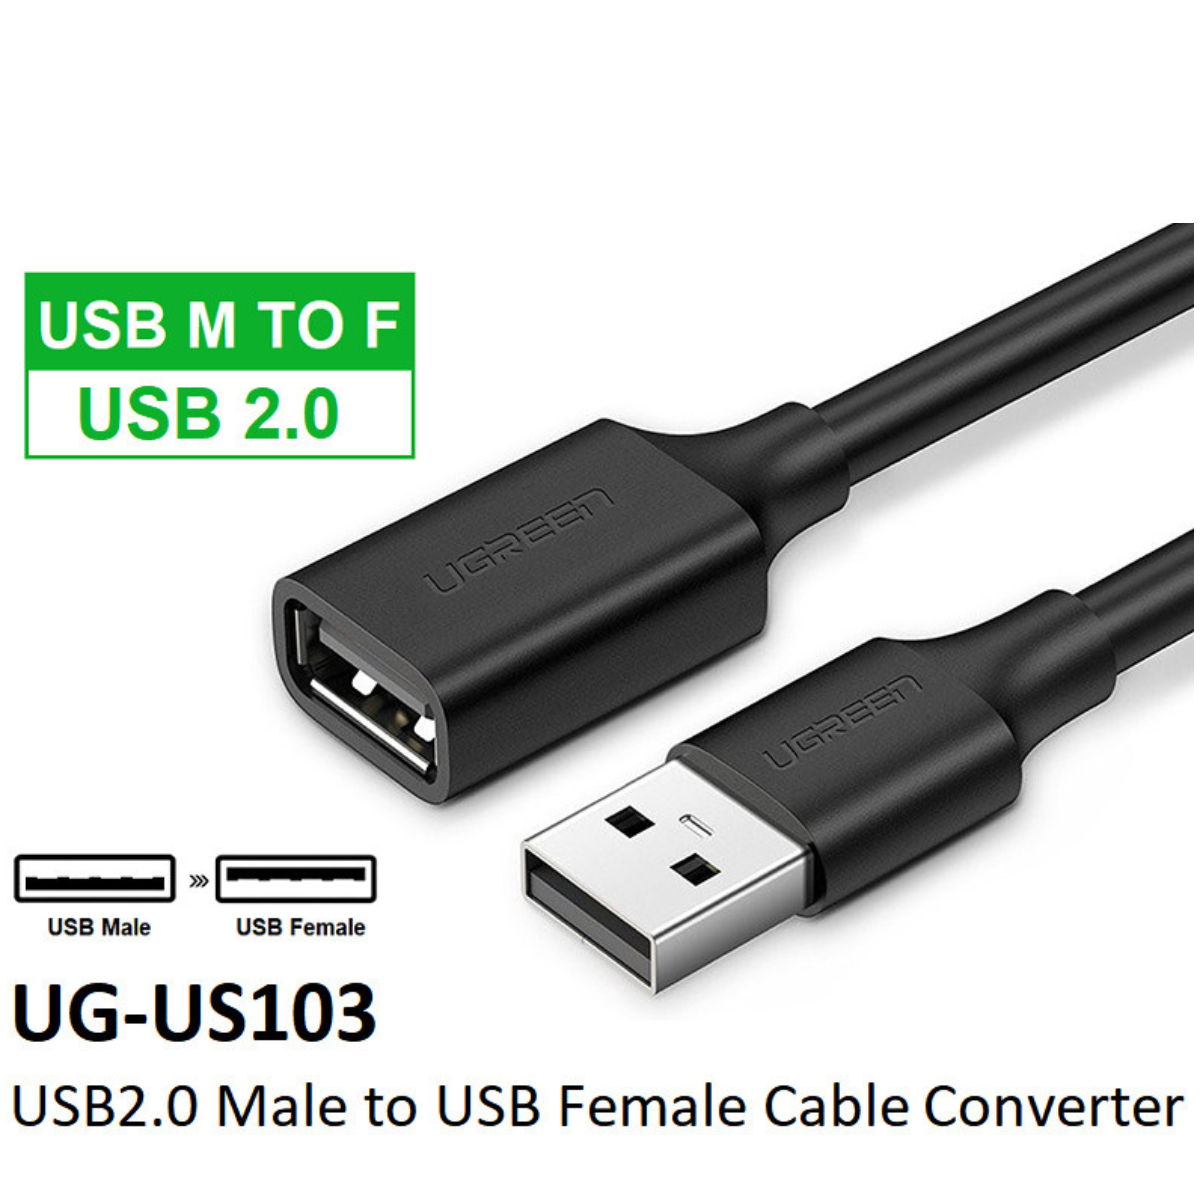 USB M TO F
USB 2.0
UGREEN
UGREEN
USB Male
USB Female
UG-US103
USB2.0 Male to USB Female Cable Converter